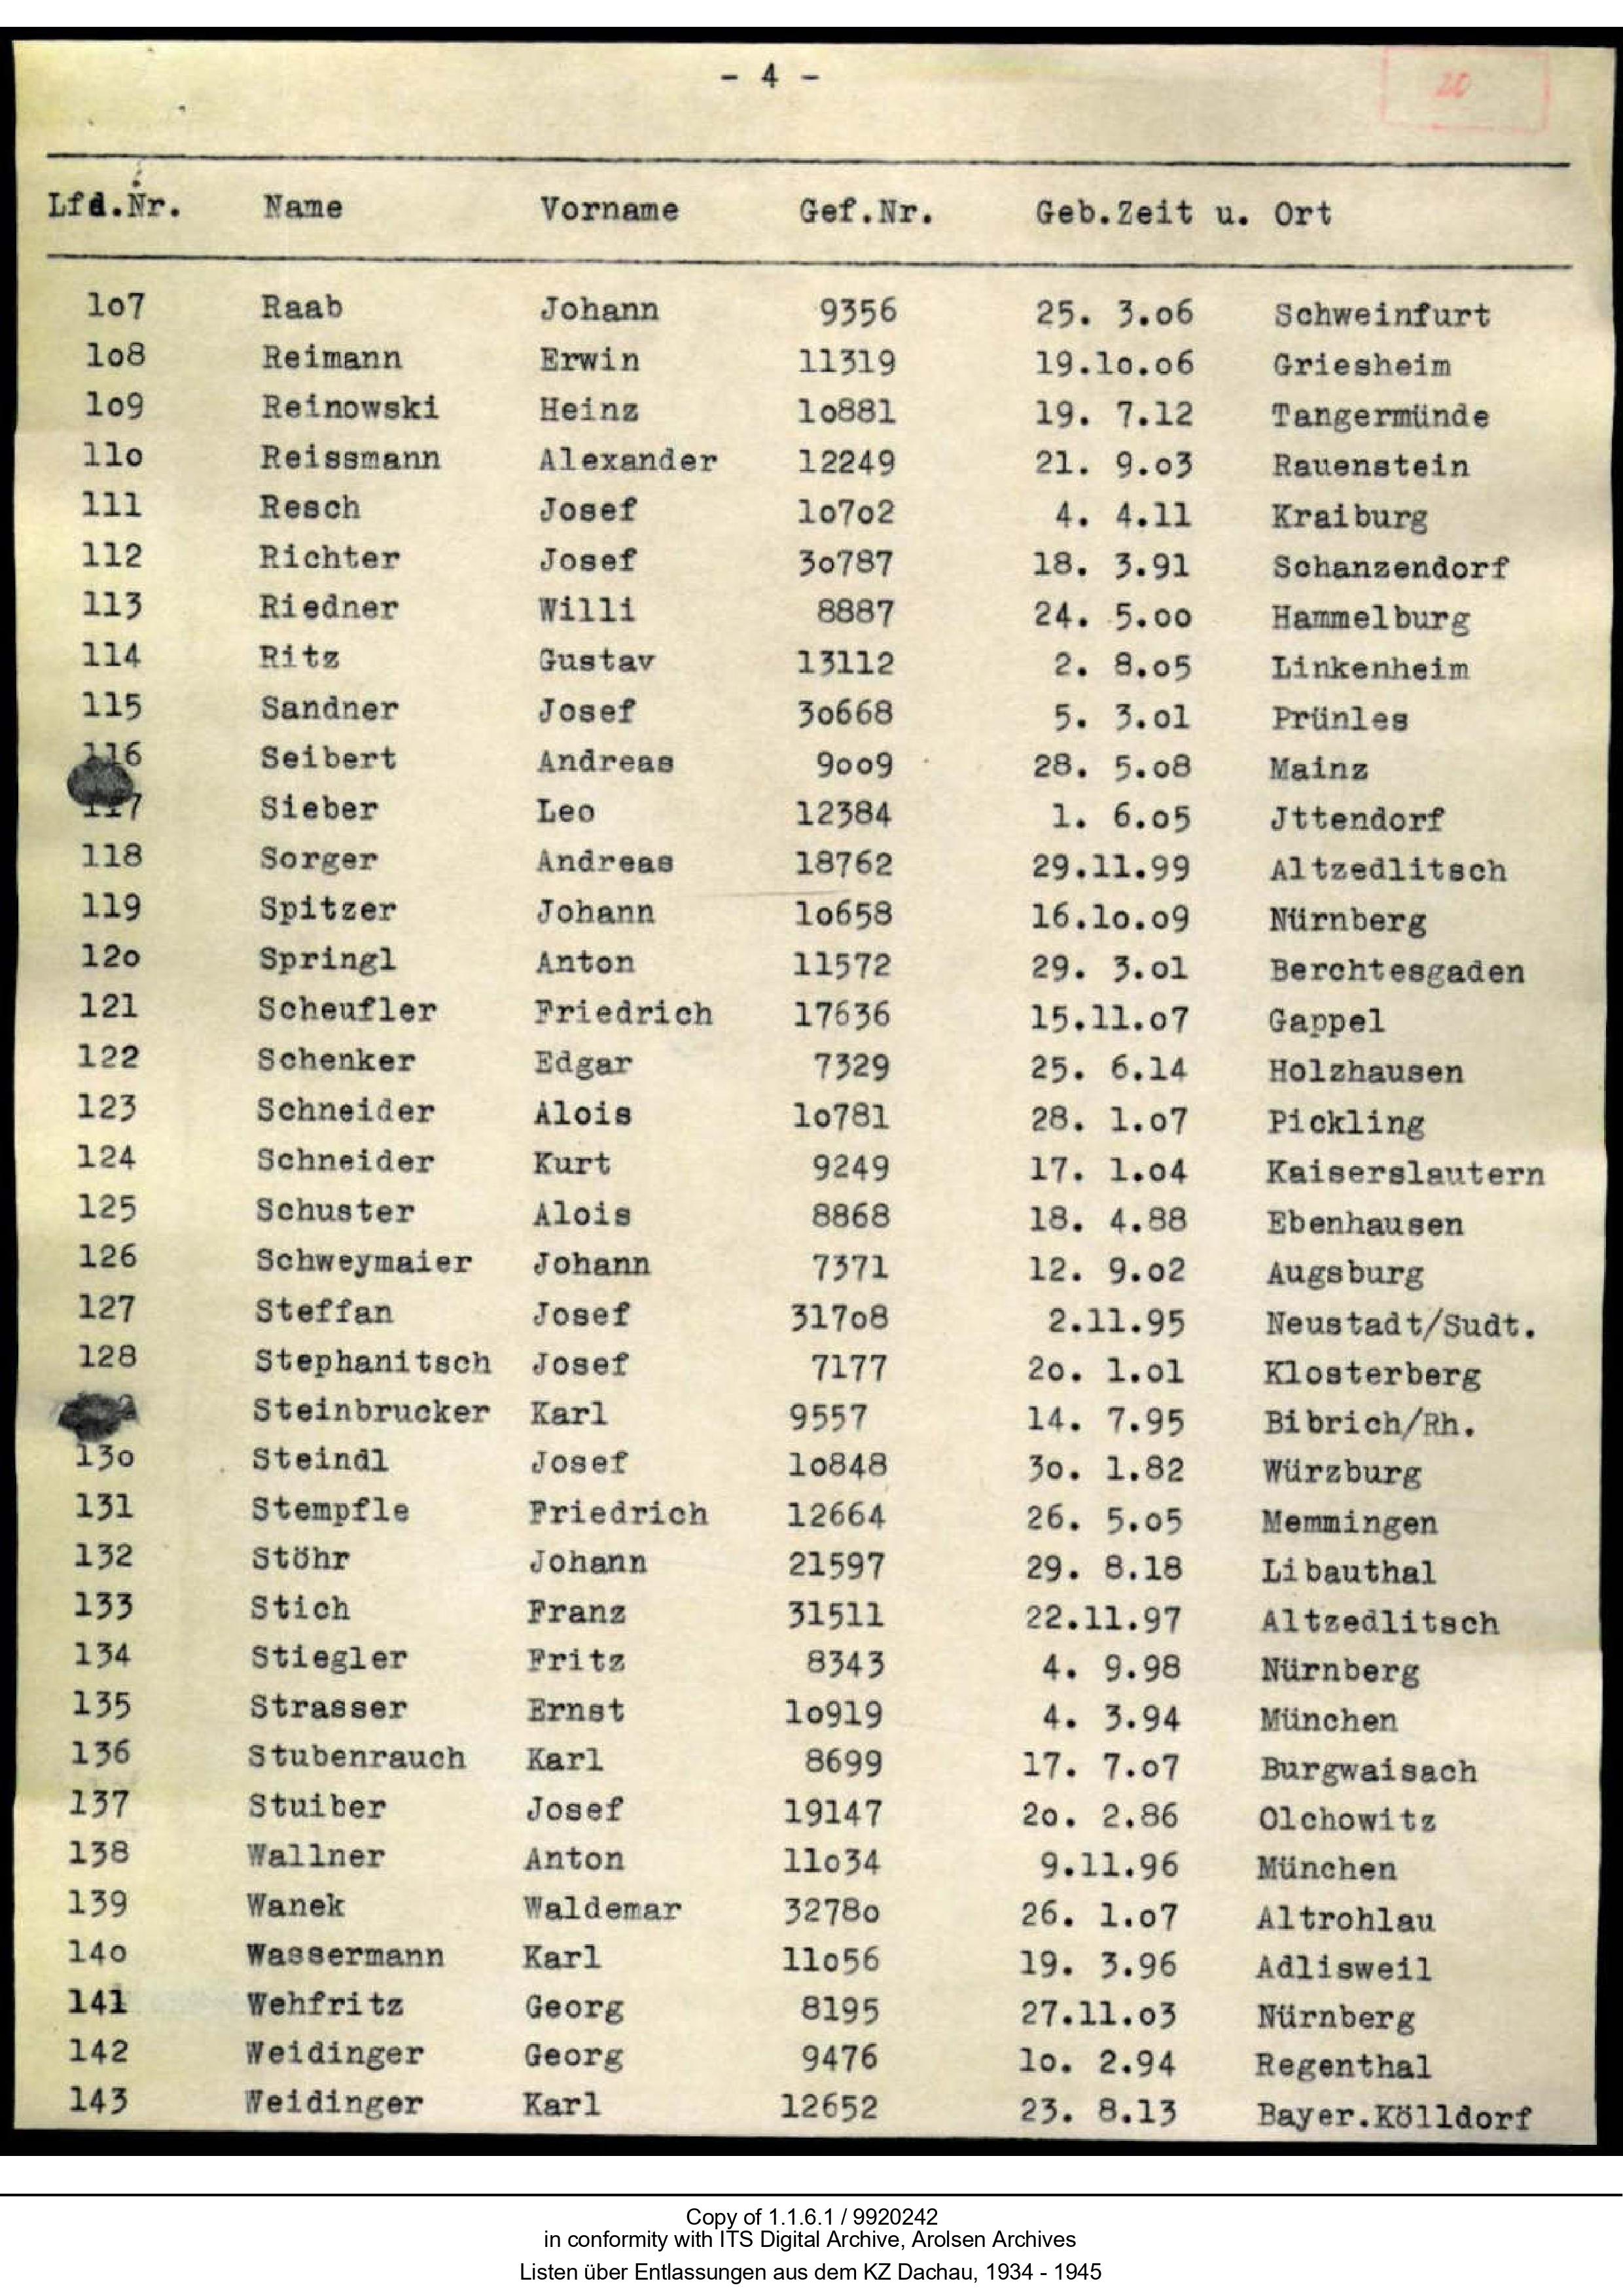 - 4 -
20
Lfd.Nr. Name Vorname Gef.Nr. Geb.Zeit u. Ort
1o7 Raab Johann 9356 25. 3.o6 Schweinfurt
1o8 Reimann Erwin 11319 19.1o.o6 Griesheim
1o9 Reinowski Heinz 1o881 19. 7.12 Tangermünde
11o Reissmann Alexander 12249 21. 9.o3 Rauenstein
111 Resch Josef 1o7o2 4. 4.11 Kraiburg
112 Richter Josef 3o787 18. 3.91 Schanzendorf
113 Riedner Willi 8887 24. 5.oo Hammelburg
114 Ritz Gustav 13112 2. 8.o5 Linkenheim
115 Sandner Josef 3o668 5. 3.o1 Prünles
116 Seibert Andreas 9oo9 28. 5.o8 Mainz
117 Sieber Leo 12384 1. 6.o5 Jttendorf
118 Sorger Andreas 18762 29.11.99 Altzedlitsch
119 Spitzer Johann 1o658 16.1o.o9 Nürnberg
12o Springl Anton 11572 29. 3.o1 Berchtesgaden
121 Scheufler Friedrich 17636 15.11.o7 Gappel
122 Schenker Edgar 7329 25. 6.14 Holzhausen
123 Schneider Alois 1o781 28. 1.o7 Pickling
124 Schneider Kurt 9249 17. 1.o4 Kaiserslautern
125 Schuster Alois 8868 18. 4.88 Ebenhausen
126 Schweymaier Johann 7371 12. 9.o2 Augsburg
127 Steffan Josef 317o8 2.11.95 Neustadt/Sudt.
128 Stephanitsch Josef 7177 2o. 1.o1 Klosterberg
Steinbrucker Karl 9557 14. 7.95 Bibrich/Rh.
13o Steindl Josef 1o848 3o. 1.82 Würzburg
131 Stempfle Friedrich 12664 26. 5.o5 Memmingen
132 Stöhr Johann 21597 29. 8.18 Libauthal
133 Stich Franz 31511 22.11.97 Altzedlitsch
134 Stiegler Fritz 8343 4. 9.98 Nürnberg
135 Strasser Ernst 1o919 4. 3.94 München
136 Stubenrauch Karl 8699 17. 7.o7 Burgwaisach
137 Stuiber Josef 19147 2o. 2.86 Olchowitz
138 Wallner Anton 11o34 9.11.96 München
139 Wanek Waldemar 3278o 26. 1.o7 Altrohlau
14o Wassermann Karl 11o56 19. 3.96 Adlisweil
141 Wehfritz Georg 8195 27.11.o3 Nürnberg
142 Weidinger Georg 9476 1o. 2.94 Regenthal
143 Weidinger Karl 12652 23. 8.13 Bayer.Kölldorf
Copy of 1.1.6.1 / 9920242
in conformity with ITS Digital Archive, Arolsen Archives
Listen über Entlassungen aus dem KZ Dachau, 1934 - 1945